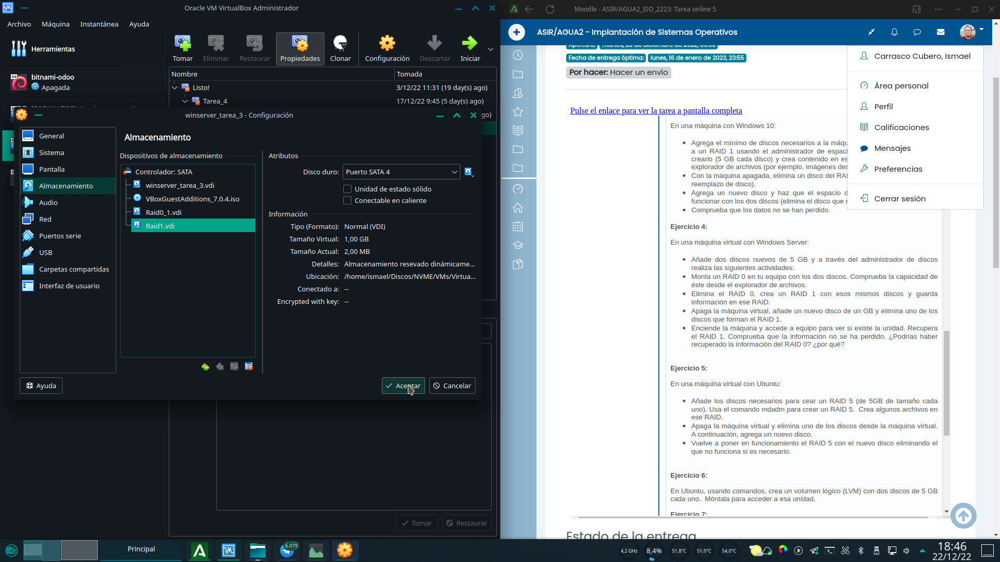 Oracle VM VirtualBox Administrador
Archivo Máquina Instantánea Ayuda
Herramientas
Tomar Eliminar Restaurar Propiedades Clonar Configuración Descartar Iniciar
64 bitnami-odoo
Apagada
Nombre Tomada
Listo! 3/12/22 11:31 (19 day(s) ago)
Tarea_4 17/12/22 9:45 (5 day(s) ago)
go)
winserver_tarea_3 - Configuración
General
Sistema
Pantalla
Almacenamiento
Audio
Red
Puertos serie
USB
Carpetas compartidas
Interfaz de usuario
Almacenamiento
Dispositivos de almacenamiento
Controlador: SATA
winserver_tarea_3.vdi
VBoxGuestAdditions_7.0.4.iso
Raid0_1.vdi
Raid1.vdi
Atributos
Disco duro: Puerto SATA 4
Unidad de estado sólido
Conectable en caliente
Información
Tipo (Formato): Normal (VDI)
Tamaño Virtual: 1,00 GB
Tamaño Actual: 2,00 MB
Detalles: Almacenamiento resevado dinámicame...
Ubicación: /home/ismael/Discos/NVME/VMs/Virtua...
Conectado a: --
Encrypted with key: --
Ayuda
Aceptar
Cancelar
Tomar
Restaurar
Moodle - ASIR/AGUA2_ISO_2223: Tarea online 5
ASIR/AGUA2 - Implantación de Sistemas Operativos
Apertura: martes, 20 de diciembre de 2022, 00:00
Fecha de entrega óptima: lunes, 16 de enero de 2023, 23:55
Por hacer: Hacer un envío
Carrasco Cubero, Ismael
Área personal
Perfil
Calificaciones
Mensajes
Preferencias
Cerrar sesión
Pulse el enlace para ver la tarea a pantalla completa
En una máquina con Windows 10:
Agrega el mínimo de discos necesarios a la máqu
a un RAID 1 usando el administrador de espaci
crearlo (5 GB cada disco) y crea contenido en es
explorador de archivos (por ejemplo, imágenes des
Con la máquina apagada, elimina un disco del RAI
reemplazo de disco).
Agrega un nuevo disco y haz que el espacio d
funcionar con los dos discos (elimina el disco que n
Comprueba que los datos no se han perdido.
Ejercicio 4:
En una máquina virtual con Windows Server:
Añade dos discos nuevos de 5 GB y a través del administrador de discos
realiza las siguientes actividades:
Monta un RAID 0 en tu equipo con los dos discos. Comprueba la capacidad de
éste desde el explorador de archivos.
Elimina el RAID 0, crea un RAID 1 con esos mismos discos y guarda
información en ese RAID.
Apaga la máquina virtual, añade un nuevo disco de un GB y elimina uno de los
discos que forman el RAID 1.
Enciende la máquina y accede a equipo para ver si existe la unidad. Recupera
el RAID 1. Comprueba que la información no se ha perdido. ¿Podrías haber
recuperado la información del RAID 0? ¿por qué?
Ejercicio 5:
En una máquina virtual con Ubuntu:
Añade los discos necesarios para cear un RAID 5 (de 5GB de tamaño cada
uno). Usa el comando mdadm para crear un RAID 5. Crea algunos archivos en
ese RAID.
Apaga la máquina virtual y elimina uno de los discos desde la máquina virtual.
A continuación, agrega un nuevo disco.
Vuelve a poner en funcionamiento el RAID 5 con el nuevo disco eliminando el
que no funciona si es necesario.
Ejercicio 6:
En Ubuntu, usando comandos, crea un volumen lógico (LVM) con dos discos de 5 GB
cada uno. Móntala para acceder a esa unidad.
Ejercicio 7:
Estado de la entrega
Principal
6.079
4,2 GHz 8,4% 51,8°C 51,0°C 54,0°C
18:46
22/12/22